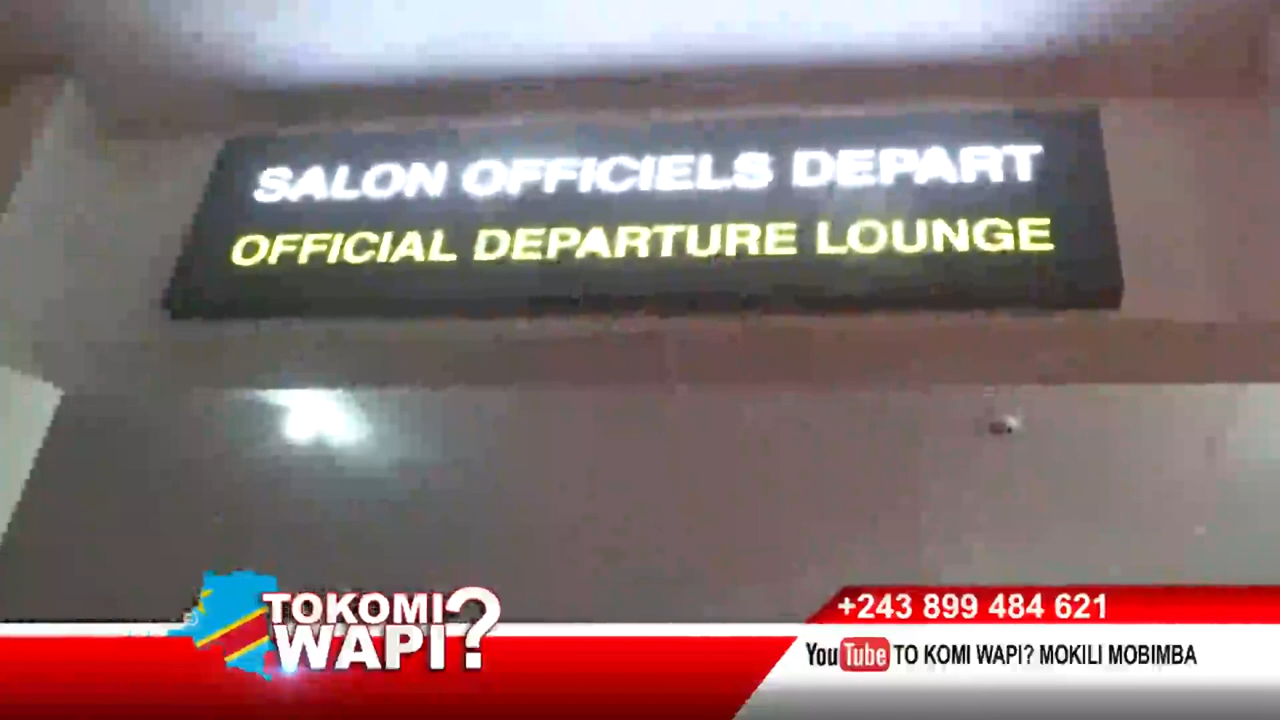 SALON OFFICIELS DEPART
OFFICIAL DEPARTURE LOUNGE
TOKOMI
WAPI?
+243 899 484 621
YouTube TO KOMI WAPI? MOKILI MOBIMBA